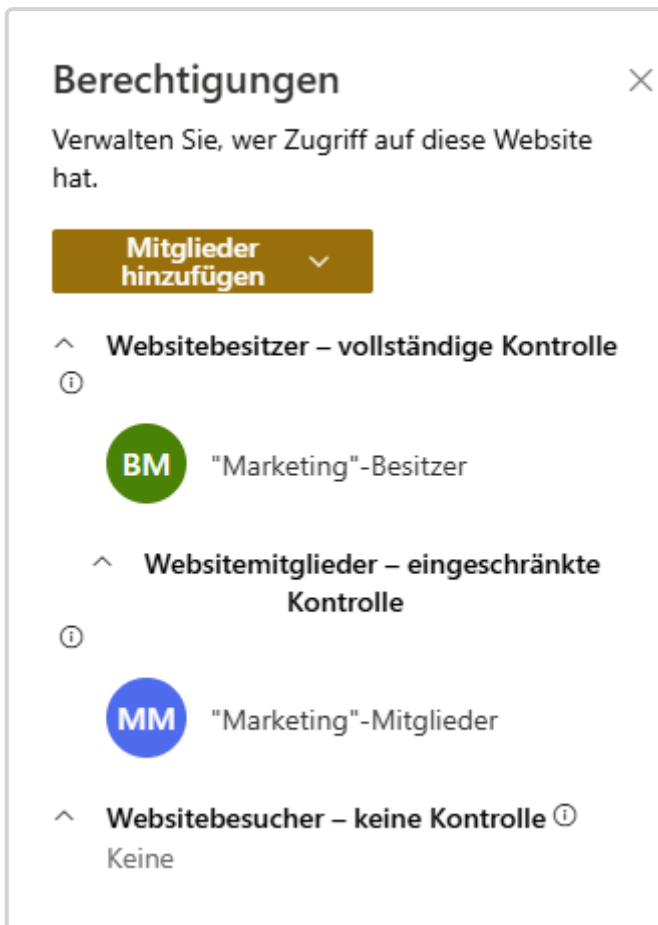 Berechtigungen
Verwalten Sie, wer Zugriff auf diese Website
hat.
Mitglieder
hinzufügen
Websitebesitzer – vollständige Kontrolle
BM "Marketing"-Besitzer
Websitemitglieder – eingeschränkte
Kontrolle
MM "Marketing"-Mitglieder
Websitebesucher – keine Kontrolle
Keine